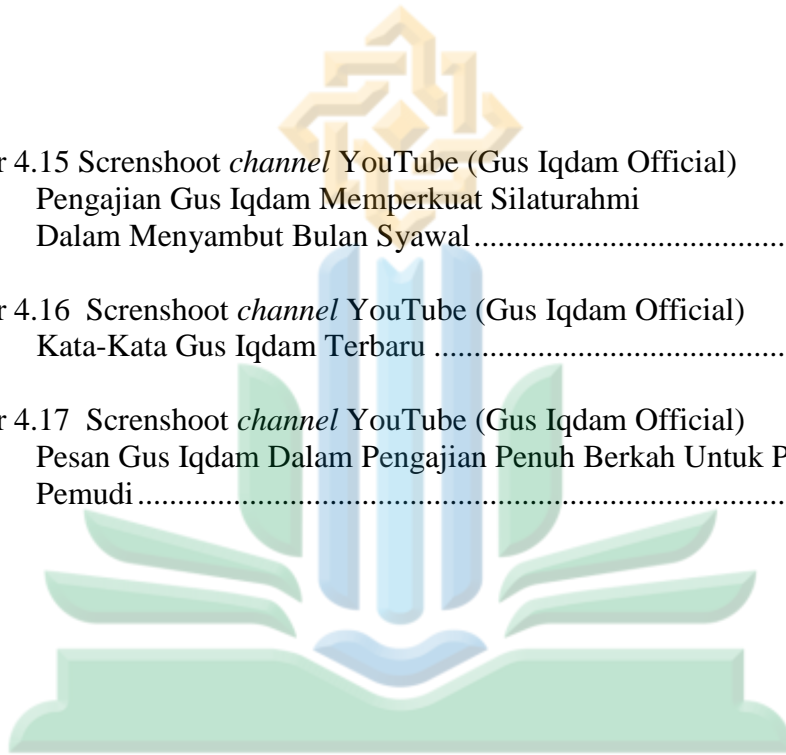 r 4.15 Screnshoot channel YouTube (Gus Iqdam Official)
Pengajian Gus Iqdam Memperkuat Silaturahmi
Dalam Menyambut Bulan Syawal.......................................
r 4.16 Screnshoot channel YouTube (Gus Iqdam Official)
Kata-Kata Gus Iqdam Terbaru ............................................
r 4.17 Screnshoot channel YouTube (Gus Iqdam Official)
Pesan Gus Iqdam Dalam Pengajian Penuh Berkah Untuk P
Pemudi..................................................................................